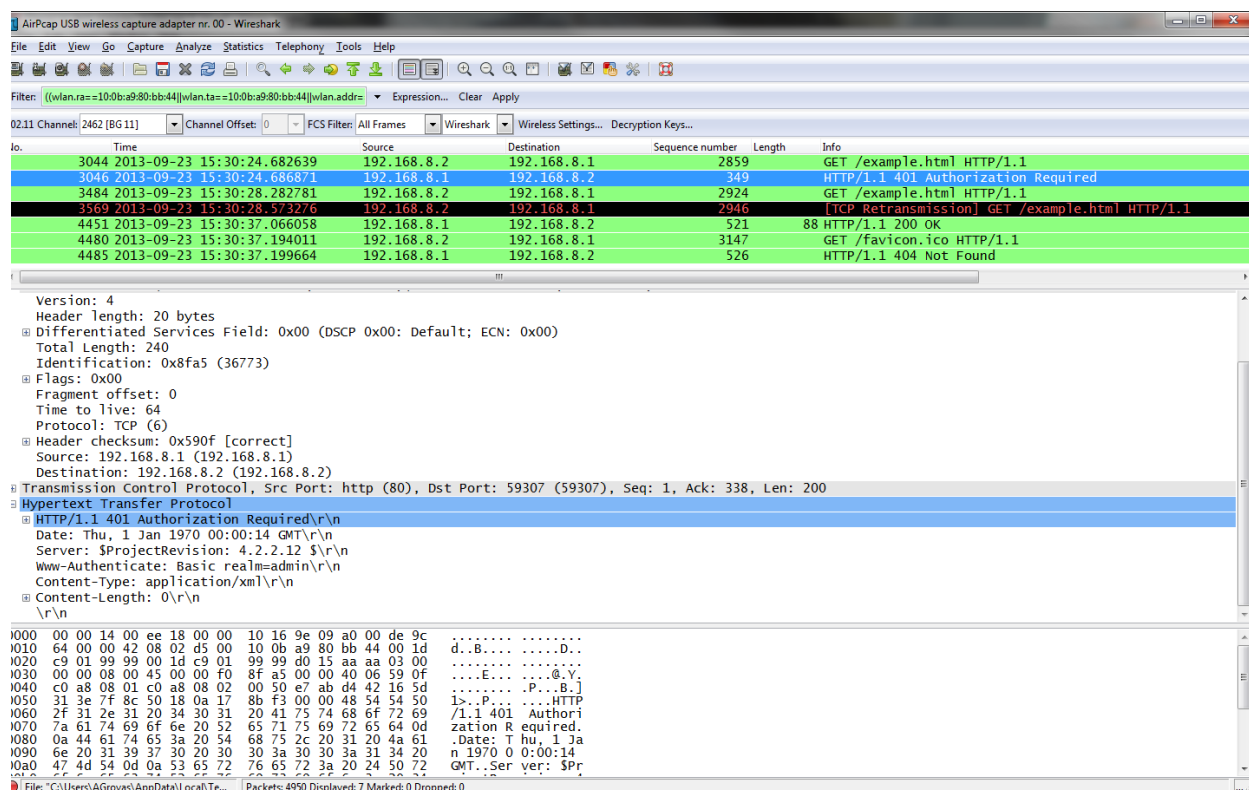 AirPcap USB wireless capture adapter nr. 00 - Wireshark
File Edit View Go Capture Analyze Statistics Telephony Tools Help
Filter: ((wlan.ra==10:0b:a9:80:bb:44||wlan.ta==10:0b:a9:80:bb:44||wlan.addr= Expression... Clear Apply
02.11 Channel: 2462 [BG 11] Channel Offset: 0 FCS Filter: All Frames Wireshark Wireless Settings... Decryption Keys...
No. Time Source Destination Sequence number Length Info
3044 2013-09-23 15:30:24.682639 192.168.8.2 192.168.8.1 2859 GET /example.html HTTP/1.1
3046 2013-09-23 15:30:24.686871 192.168.8.1 192.168.8.2 349 HTTP/1.1 401 Authorization Required
3484 2013-09-23 15:30:28.282781 192.168.8.2 192.168.8.1 2924 GET /example.html HTTP/1.1
3569 2013-09-23 15:30:28.573276 192.168.8.2 192.168.8.1 2946 [TCP Retransmission] GET /example.html HTTP/1.1
4451 2013-09-23 15:30:37.066058 192.168.8.1 192.168.8.2 521 88 HTTP/1.1 200 OK
4480 2013-09-23 15:30:37.194011 192.168.8.2 192.168.8.1 3147 GET /favicon.ico HTTP/1.1
4485 2013-09-23 15:30:37.199664 192.168.8.1 192.168.8.2 526 HTTP/1.1 404 Not Found
Version: 4
Header length: 20 bytes
Differentiated Services Field: 0x00 (DSCP 0x00: Default; ECN: 0x00)
Total Length: 240
Identification: 0x8fa5 (36773)
Flags: 0x00
Fragment offset: 0
Time to live: 64
Protocol: TCP (6)
Header checksum: 0x590f [correct]
Source: 192.168.8.1 (192.168.8.1)
Destination: 192.168.8.2 (192.168.8.2)
Transmission Control Protocol, Src Port: http (80), Dst Port: 59307 (59307), Seq: 1, Ack: 338, Len: 200
Hypertext Transfer Protocol
HTTP/1.1 401 Authorization Required\r\n
Date: Thu, 1 Jan 1970 00:00:14 GMT\r\n
Server: $ProjectRevision: 4.2.2.12 $\r\n
Www-Authenticate: Basic realm=admin\r\n
Content-Type: application/xml\r\n
Content-Length: 0\r\n
\r\n
0000 00 00 14 00 ee 18 00 00 10 16 9e 09 a0 00 de 9c ........ ........
0010 64 00 00 42 08 02 d5 00 10 0b a9 80 bb 44 00 1d d..B.... .....D..
0020 c9 01 99 99 00 1d c9 01 99 99 d0 15 aa aa 03 00 ........ ........
0030 00 00 08 00 45 00 00 f0 8f a5 00 00 40 06 59 0f ....E... ....@.Y.
0040 c0 a8 08 01 c0 a8 08 02 00 50 e7 ab d4 42 16 5d ........ .P...B.]
0050 31 3e 7f 8c 50 18 0a 17 8b f3 00 00 48 54 54 50 1>..P... ....HTTP
0060 2f 31 2e 31 20 34 30 31 20 41 75 74 68 6f 72 69 /1.1 401 Authori
0070 7a 61 74 69 6f 6e 20 52 65 71 75 69 72 65 64 0d zation R equired.
0080 0a 44 61 74 65 3a 20 54 68 75 2c 20 31 20 4a 61 .Date: T hu, 1 Ja
0090 6e 20 31 39 37 30 20 30 30 3a 30 30 3a 31 34 20 n 1970 0 0:00:14
00a0 47 4d 54 0d 0a 53 65 72 76 65 72 3a 20 24 50 72 GMT..Ser ver: $Pr
File: "C:\Users\AGrovas\AppData\Local\Te... Packets: 4950 Displayed: 7 Marked: 0 Dropped: 0